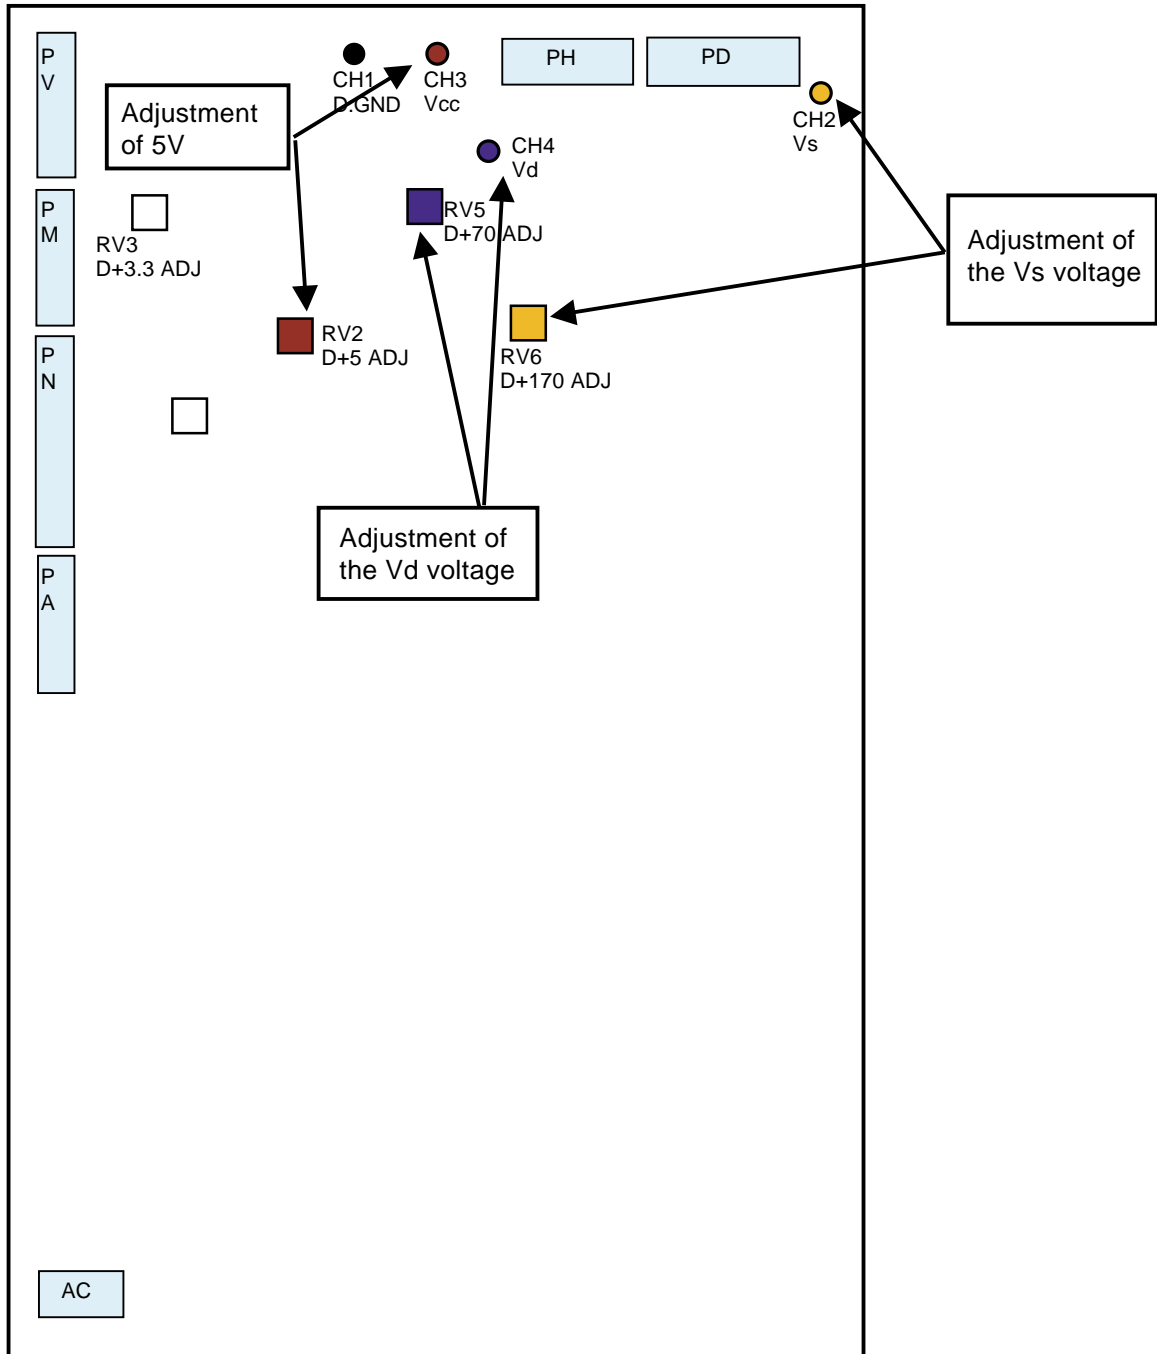 P
V
CH1
D.GND
CH3
Vcc
PH
PD
CH2
Vs
Adjustment
of 5V
CH4
Vd
P
M
RV3
D+3.3 ADJ
RV5
D+70 ADJ
Adjustment of
the Vs voltage
RV2
D+5 ADJ
RV6
D+170 ADJ
P
N
Adjustment of
the Vd voltage
P
A
AC